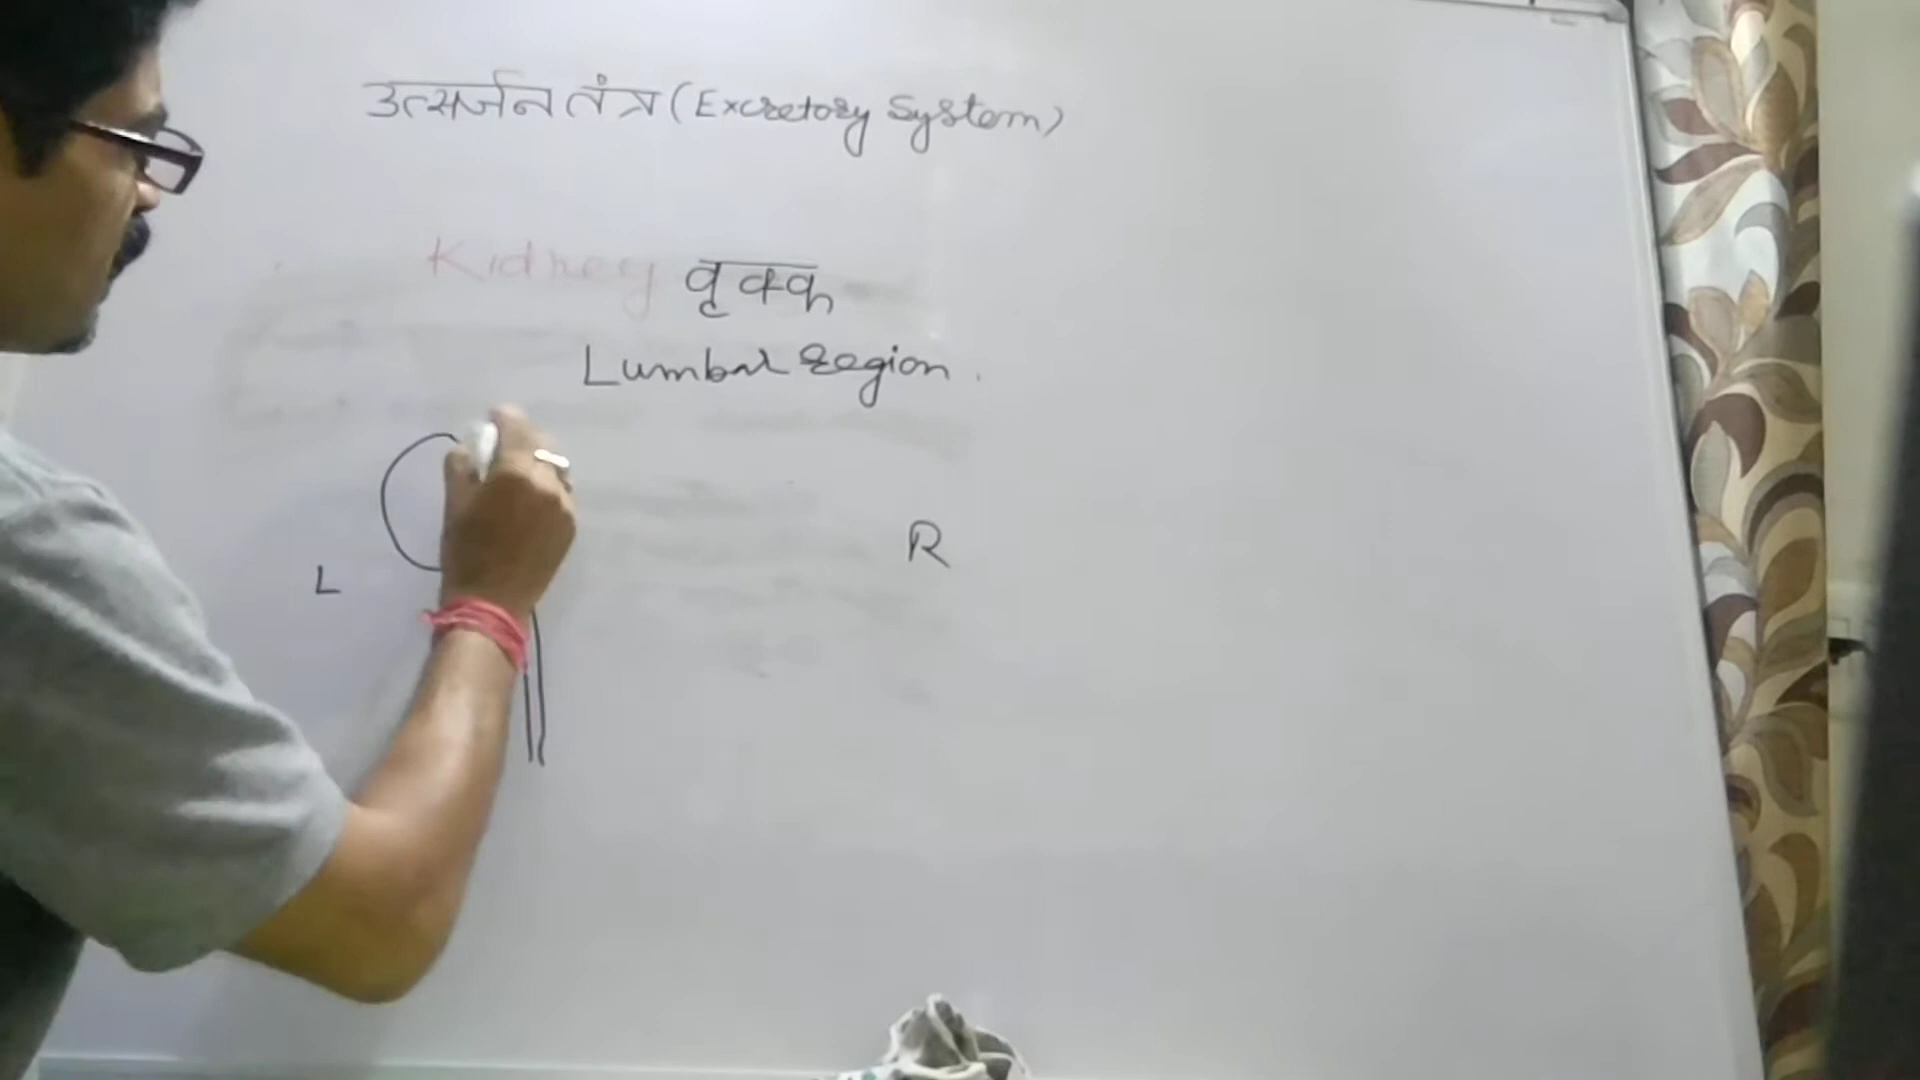 उत्सर्जन तंत्र (Excretory System)
Kidney वृक्क
Lumbar region.
L R